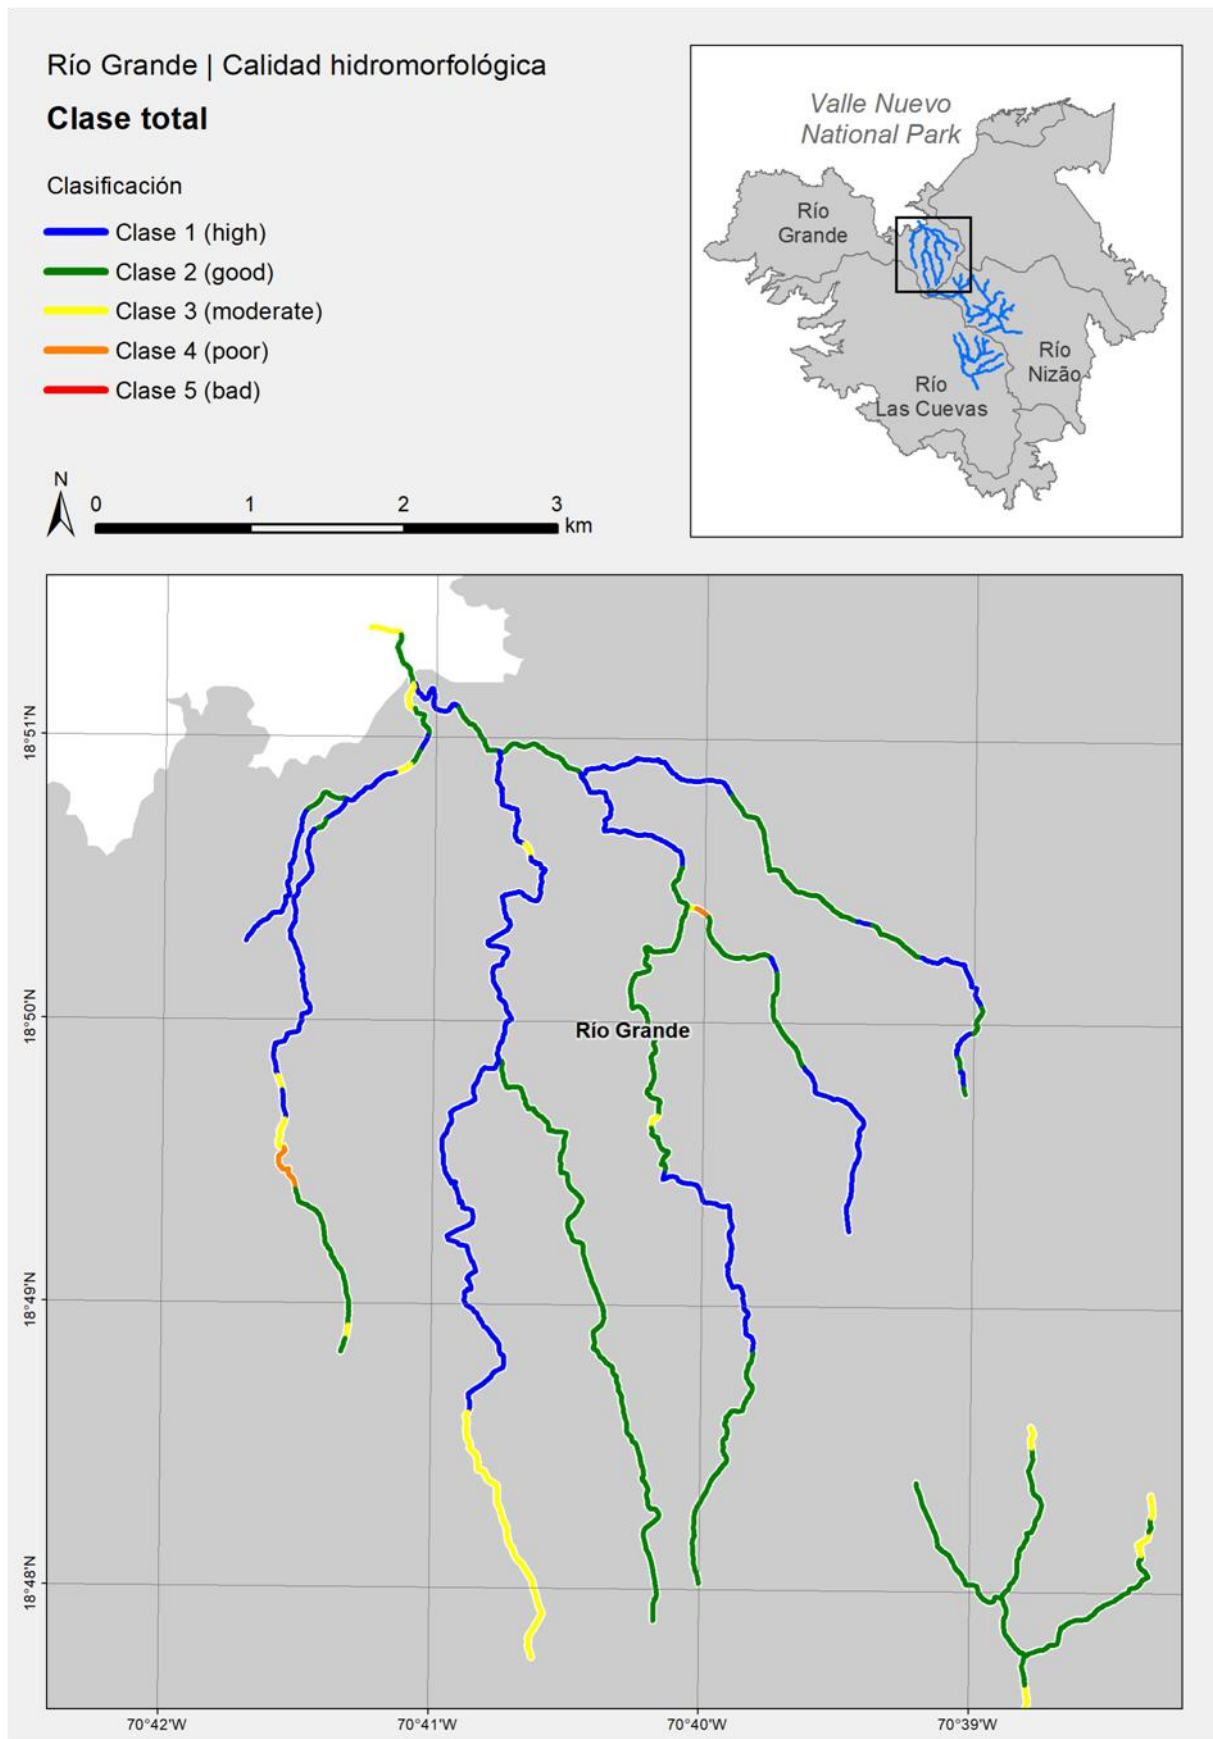 Río Grande | Calidad hidromorfológica
Clase total
Clasificación
Clase 1 (high)
Clase 2 (good)
Clase 3 (moderate)
Clase 4 (poor)
Clase 5 (bad)
N
0 1 2 3
km
Valle Nuevo
National Park
Río
Grande
Río
Nizão
Río
Las Cuevas
18°51'N
18°50'N
Río Grande
18°49'N
18°48'N
70°42'W 70°41'W 70°40'W 70°39'W